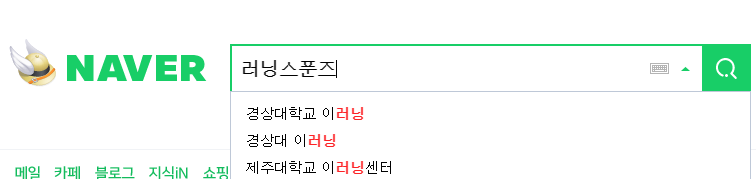 NAVER
러닝스푼즈
경상대학교 이러닝
경상대 이러닝
제주대학교 이러닝센터
메일 카페 블로그 지식iN 쇼핑